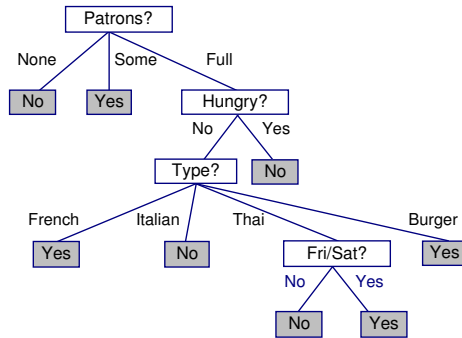 Patrons?
None Some Full
No Yes Hungry?
No Yes
Type? No
French Italian Thai Burger
Yes No Fri/Sat? Yes
No Yes
No Yes